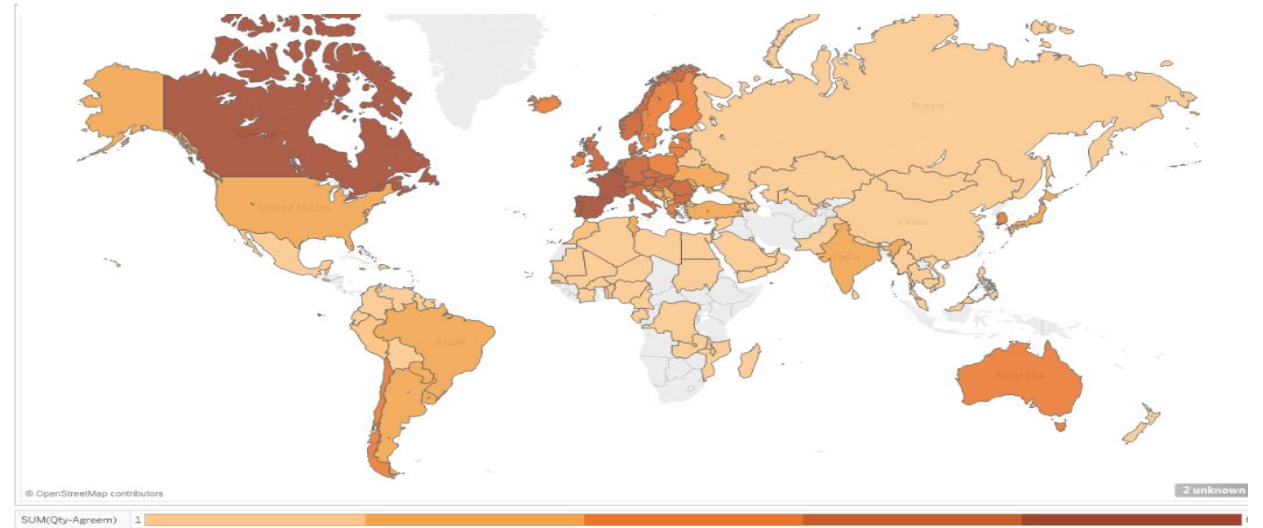 Russia
Canada
United States
China
India
Brazil
Australia
© OpenStreetMap contributors
2 unknown
SUM(Qty-Agreem) 1